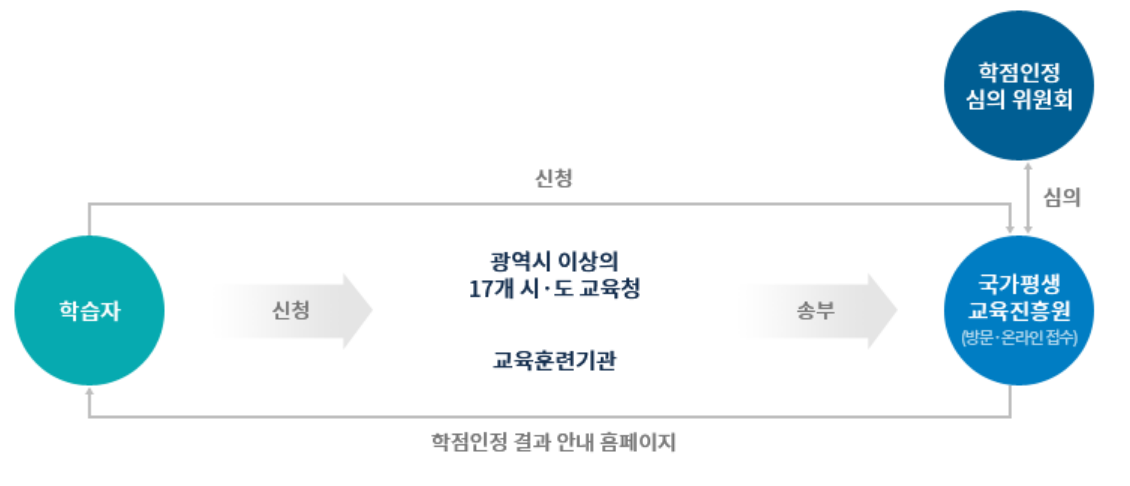 학점인정
심의 위원회
신청
심의
광역시 이상의
17개 시·도 교육청
국가평생
교육진흥원
(방문·온라인 접수)
학습자
신청
송부
교육훈련기관
학점인정 결과 안내 홈페이지